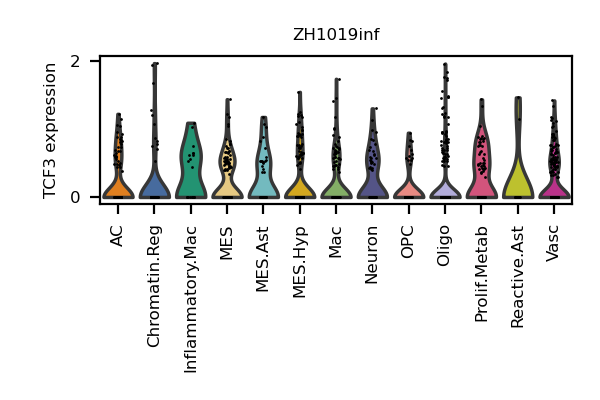 ZH1019inf
TCF3 expression
2
0
AC
Chromatin.Reg
Inflammatory.Mac
MES
MES.Ast
MES.Hyp
Mac
Neuron
OPC
Oligo
Prolif.Metab
Reactive.Ast
Vasc